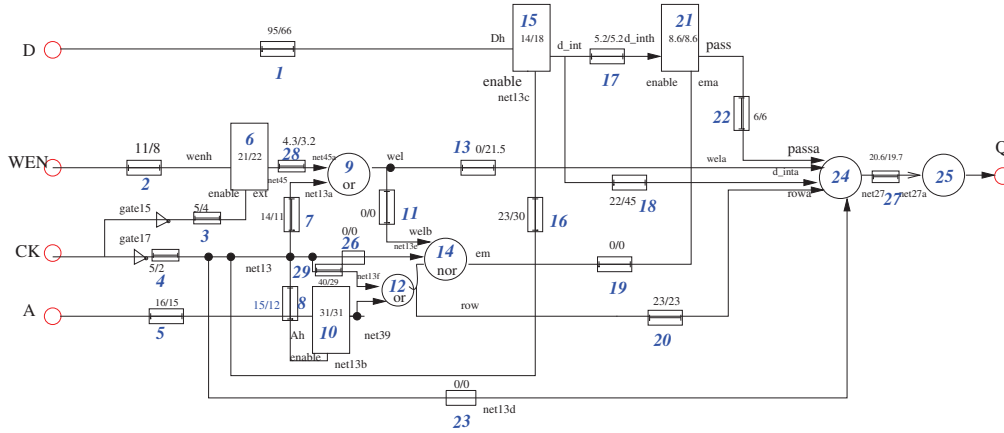 15
14/18
21
8.6/8.6
95/66
D
1
Dh
d_int
5.2/5.2
d_inth
pass
enable
net13c
17
enable
ema
22
6/6
WEN
11/8
2
wenh
6
21/22
4.3/3.2
28
net45a
net45
enable
ext
9
or
net13a
wel
13
0/21.5
wela
passa
d_inta
rowa
24
20.6/19.7
net27
27
net27a
25
Q
gate15
5/4
3
14/11
7
0/0
11
23/30
16
22/45
18
CK
gate17
5/2
4
net13
0/0
26
29
40/29
welb
net13e
14
nor
em
0/0
19
net13f
12
or
A
16/15
5
15/12
8
Ah
enable
31/31
10
net39
net13b
row
23/23
20
0/0
23
net13d